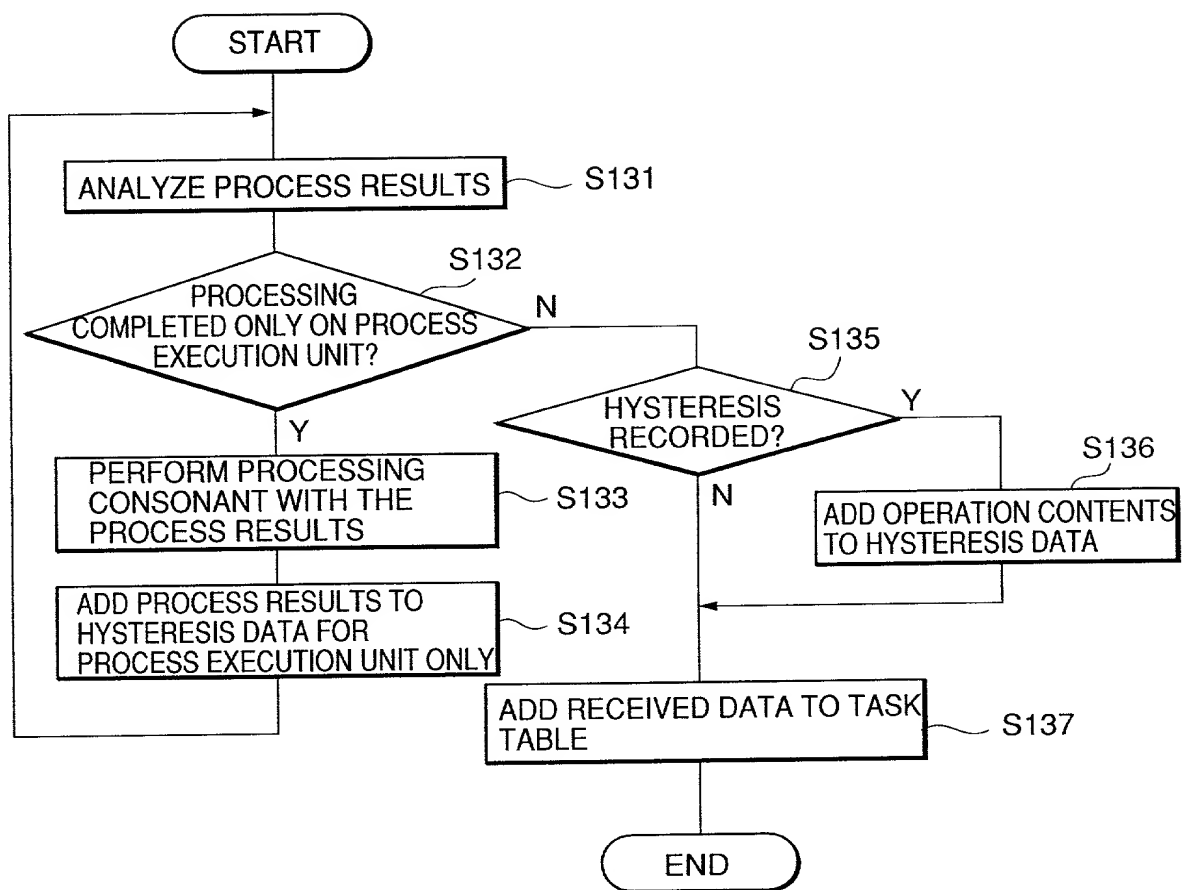 START
ANALYZE PROCESS RESULTS
S131
S132
PROCESSING
COMPLETED ONLY ON PROCESS
EXECUTION UNIT?
N
Y
S135
HYSTERESIS
RECORDED?
Y
N
PERFORM PROCESSING
CONSONANT WITH THE
PROCESS RESULTS
S133
S136
ADD OPERATION CONTENTS
TO HYSTERESIS DATA
ADD PROCESS RESULTS TO
HYSTERESIS DATA FOR
PROCESS EXECUTION UNIT ONLY
S134
ADD RECEIVED DATA TO TASK
TABLE
S137
END